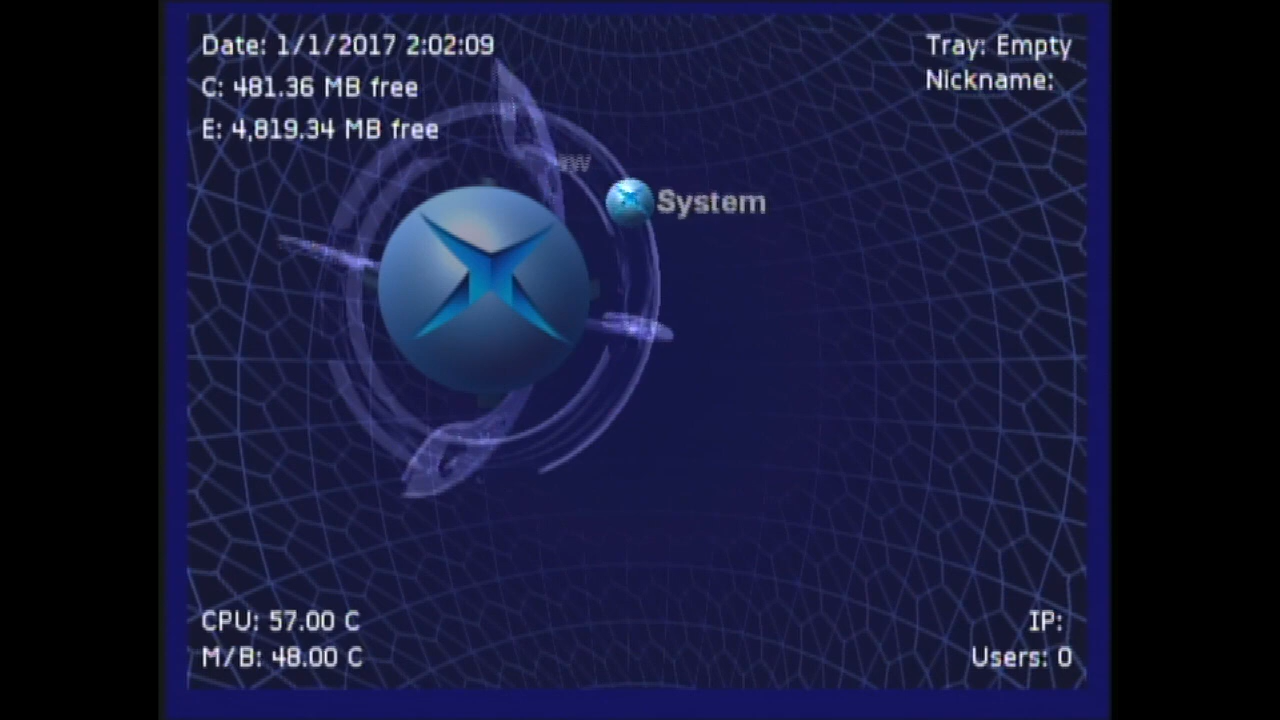 Date: 1/1/2017 2:02:09
C: 481.36 MB free
E: 4,819.34 MB free
Tray: Empty
Nickname:
System
CPU: 57.00 C
M/B: 48.00 C
IP:
Users: 0